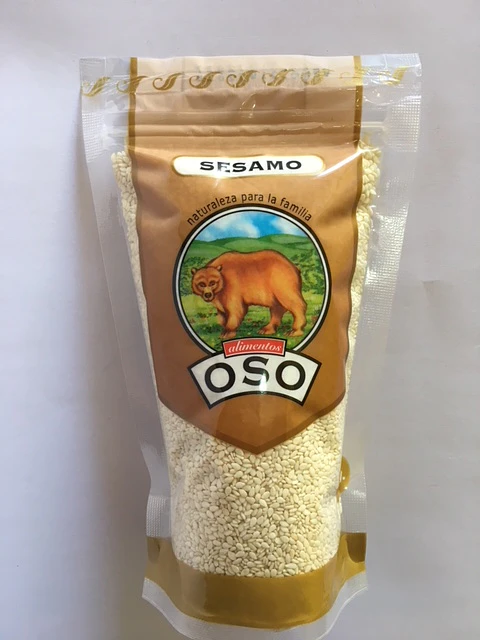 SESAMO
naturaleza para la familia
alimentos
OSO